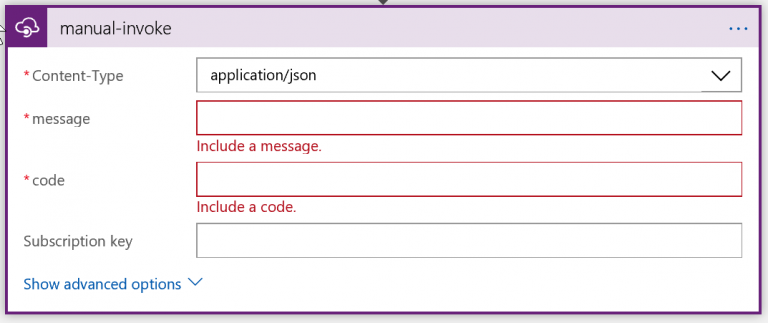 manual-invoke
* Content-Type application/json
* message
Include a message.
* code
Include a code.
Subscription key
Show advanced options